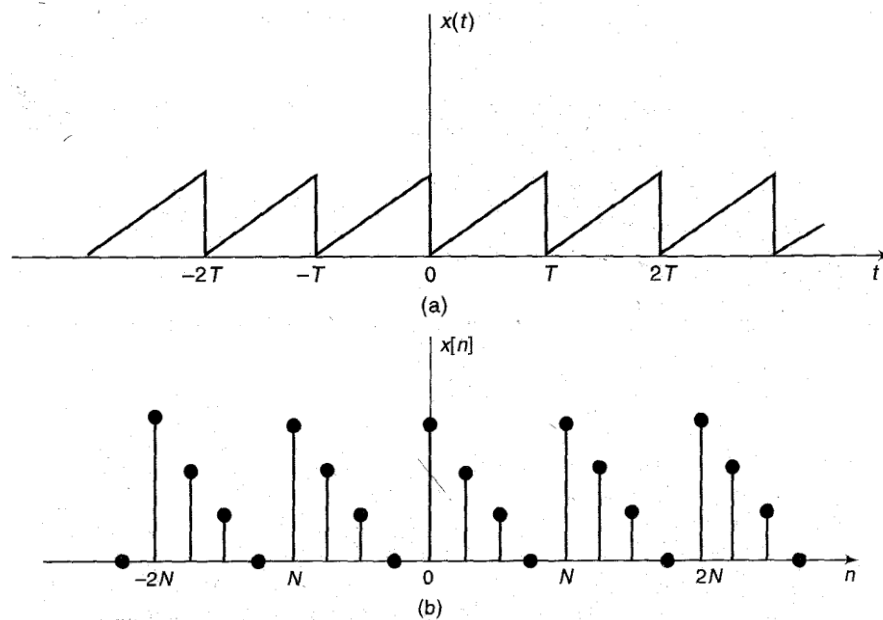 x(t)
−2T −T 0 T 2T t
(a)
x[n]
−2N N 0 N 2N n
(b)